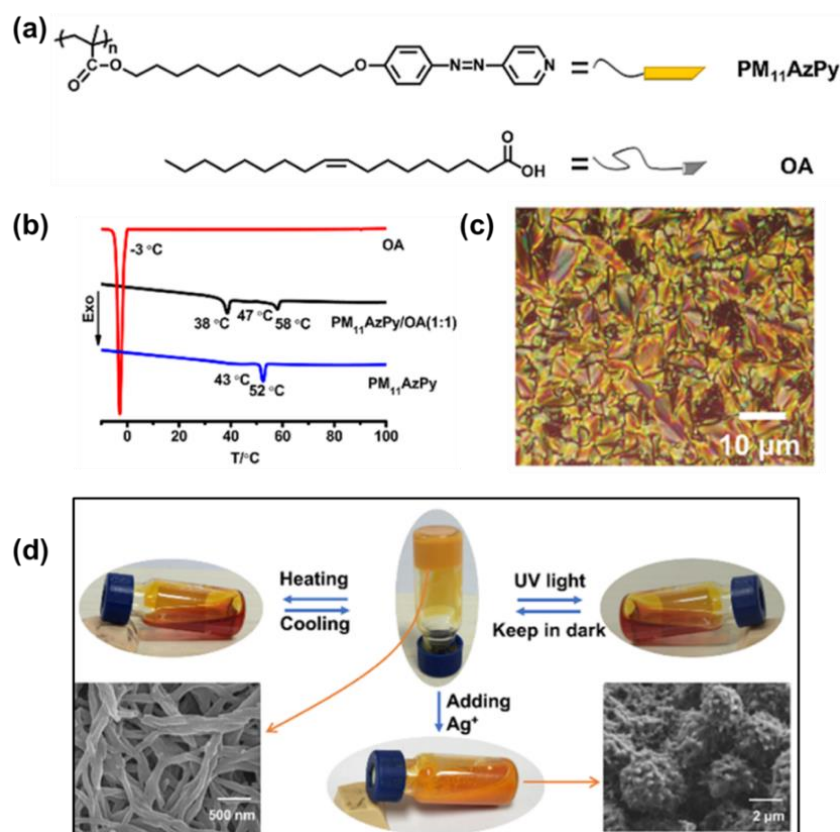 (a)
n
C
O
O
O
N=N
N
=
PM₁₁AzPy
O
OH
=
OA
(b)
-3 °C
OA
Exo
38 °C
47 °C
58 °C
PM₁₁AzPy/OA(1:1)
43 °C
52 °C
PM₁₁AzPy
0 20 40 60 80 100
T/°C
(c)
10 µm
(d)
Heating
Cooling
UV light
Keep in dark
Adding
Ag⁺
500 nm
2 µm